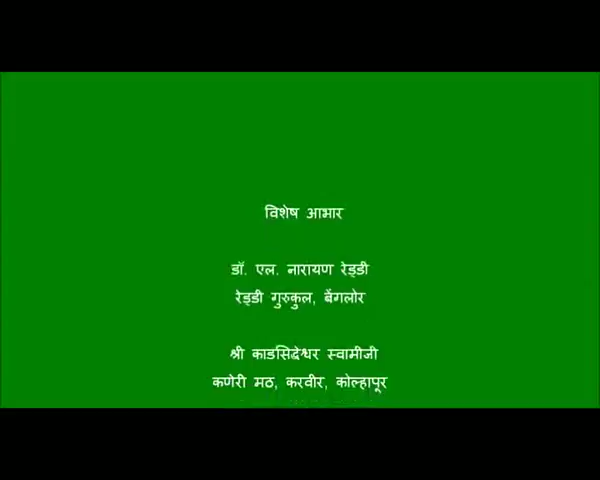 विशेष आभार
डॉ. एल. नारायण रेड्डी
रेड्डी गुरुकुल, बेंगलोर
श्री काडसिद्धेश्वर स्वामीजी
कणेरी मठ, करवीर, कोल्हापूर